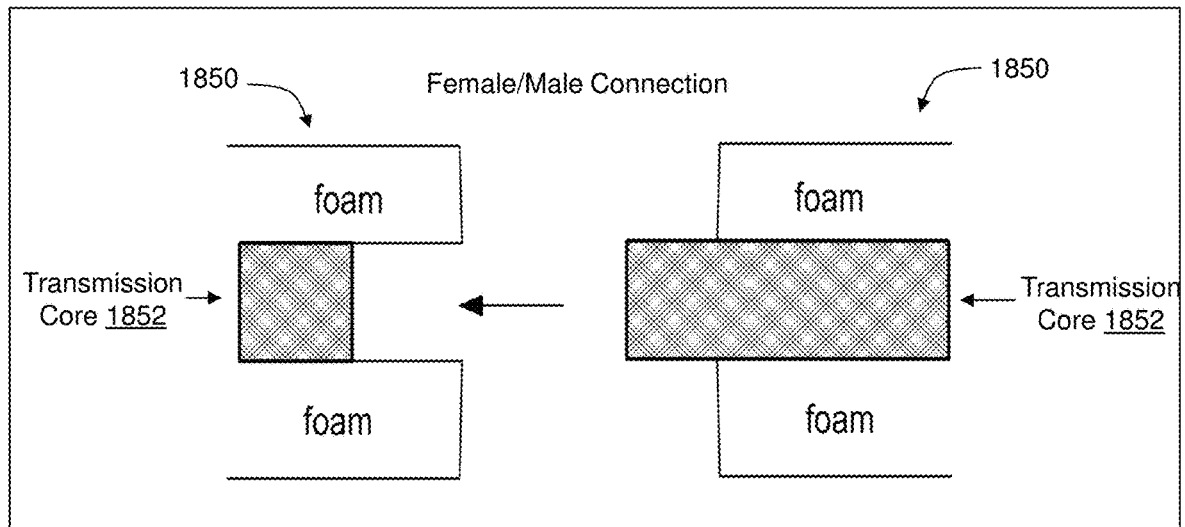 1850
Female/Male Connection
1850
foam
foam
Transmission
Core 1852
Transmission
Core 1852
foam
foam